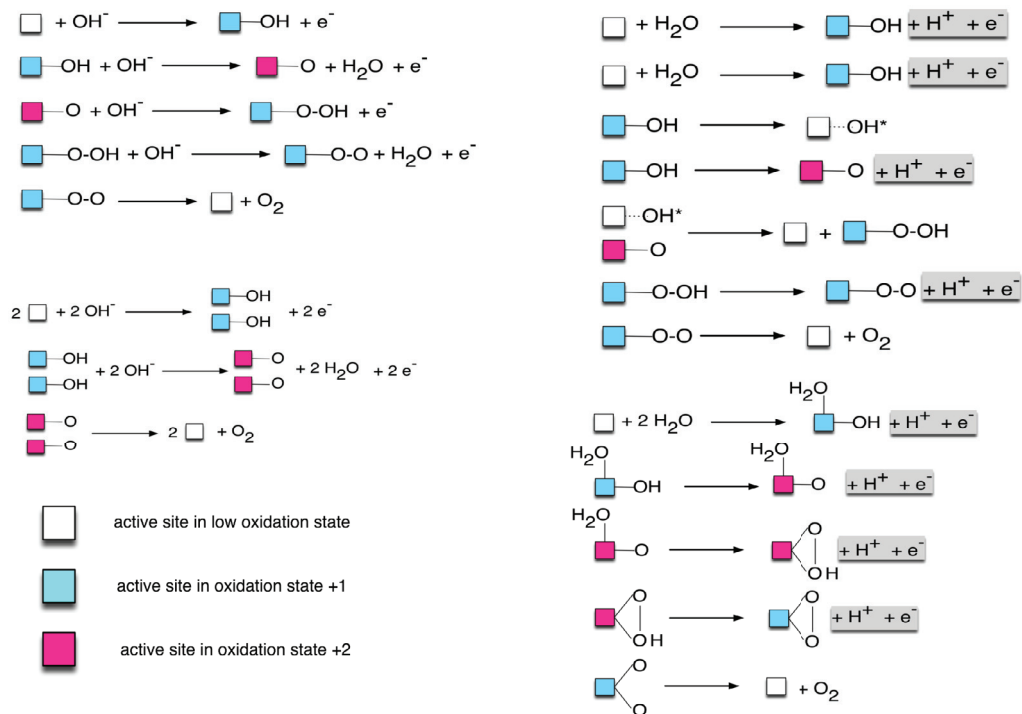 + OH⁻ OH + e⁻
OH + OH⁻ O + H₂O + e⁻
O + OH⁻ O-OH + e⁻
O-OH + OH⁻ O-O + H₂O + e⁻
O-O + O₂
2 + 2 OH⁻ OH OH + 2 e⁻
OH OH + 2 OH⁻ O O + 2 H₂O + 2 e⁻
O O 2 + O₂
active site in low oxidation state
active site in oxidation state +1
active site in oxidation state +2
+ H₂O OH + H⁺ + e⁻
+ H₂O OH + H⁺ + e⁻
OH OH*
OH O + H⁺ + e⁻
OH* O + O-OH
O-OH O-O + H⁺ + e⁻
O-O + O₂
+ 2 H₂O H₂O OH + H⁺ + e⁻
H₂O OH H₂O O + H⁺ + e⁻
H₂O O O OH + H⁺ + e⁻
O OH O O + H⁺ + e⁻
O O + O₂